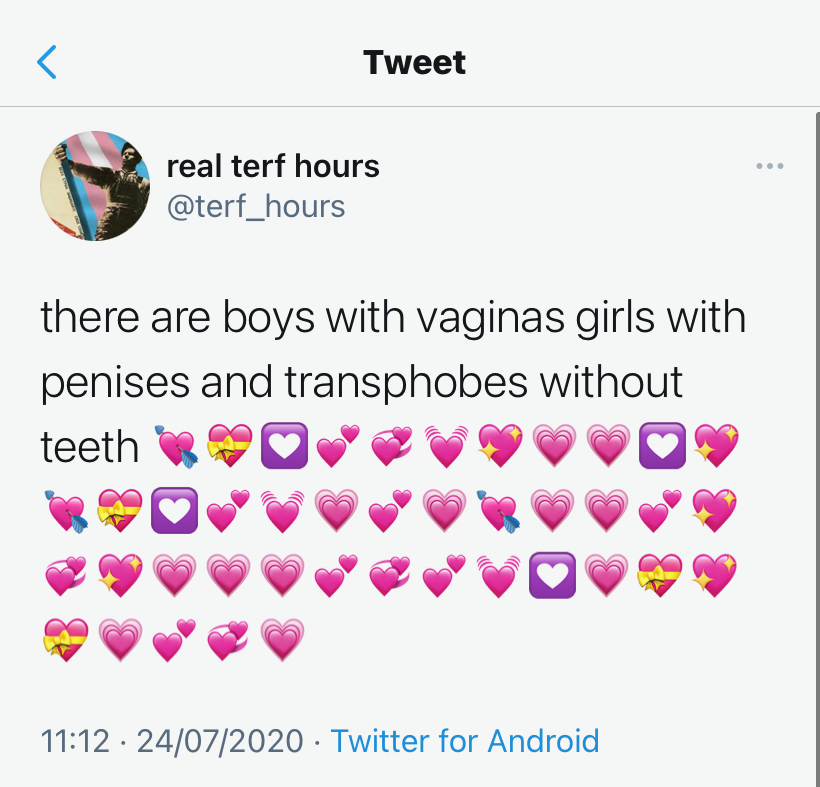 Tweet
real terf hours
@terf_hours
there are boys with vaginas girls with
penises and transphobes without
teeth 💘💝💟💕💞💓💖💗💗💟💖
💘💝💟💕💓💗💕💗💘💗💗💕💖
💞💖💗💗💗💕💞💕💓💟💗💝💖
💝💗💕💞💗
11:12 · 24/07/2020 · Twitter for Android